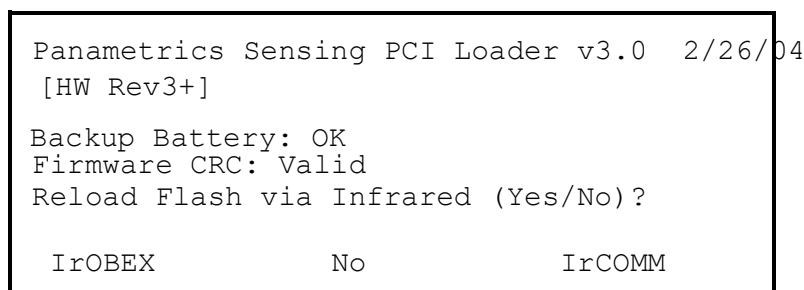 Panametrics Sensing PCI Loader v3.0 2/26/04
[HW Rev3+]
Backup Battery: OK
Firmware CRC: Valid
Reload Flash via Infrared (Yes/No)?
IrOBEX No IrCOMM